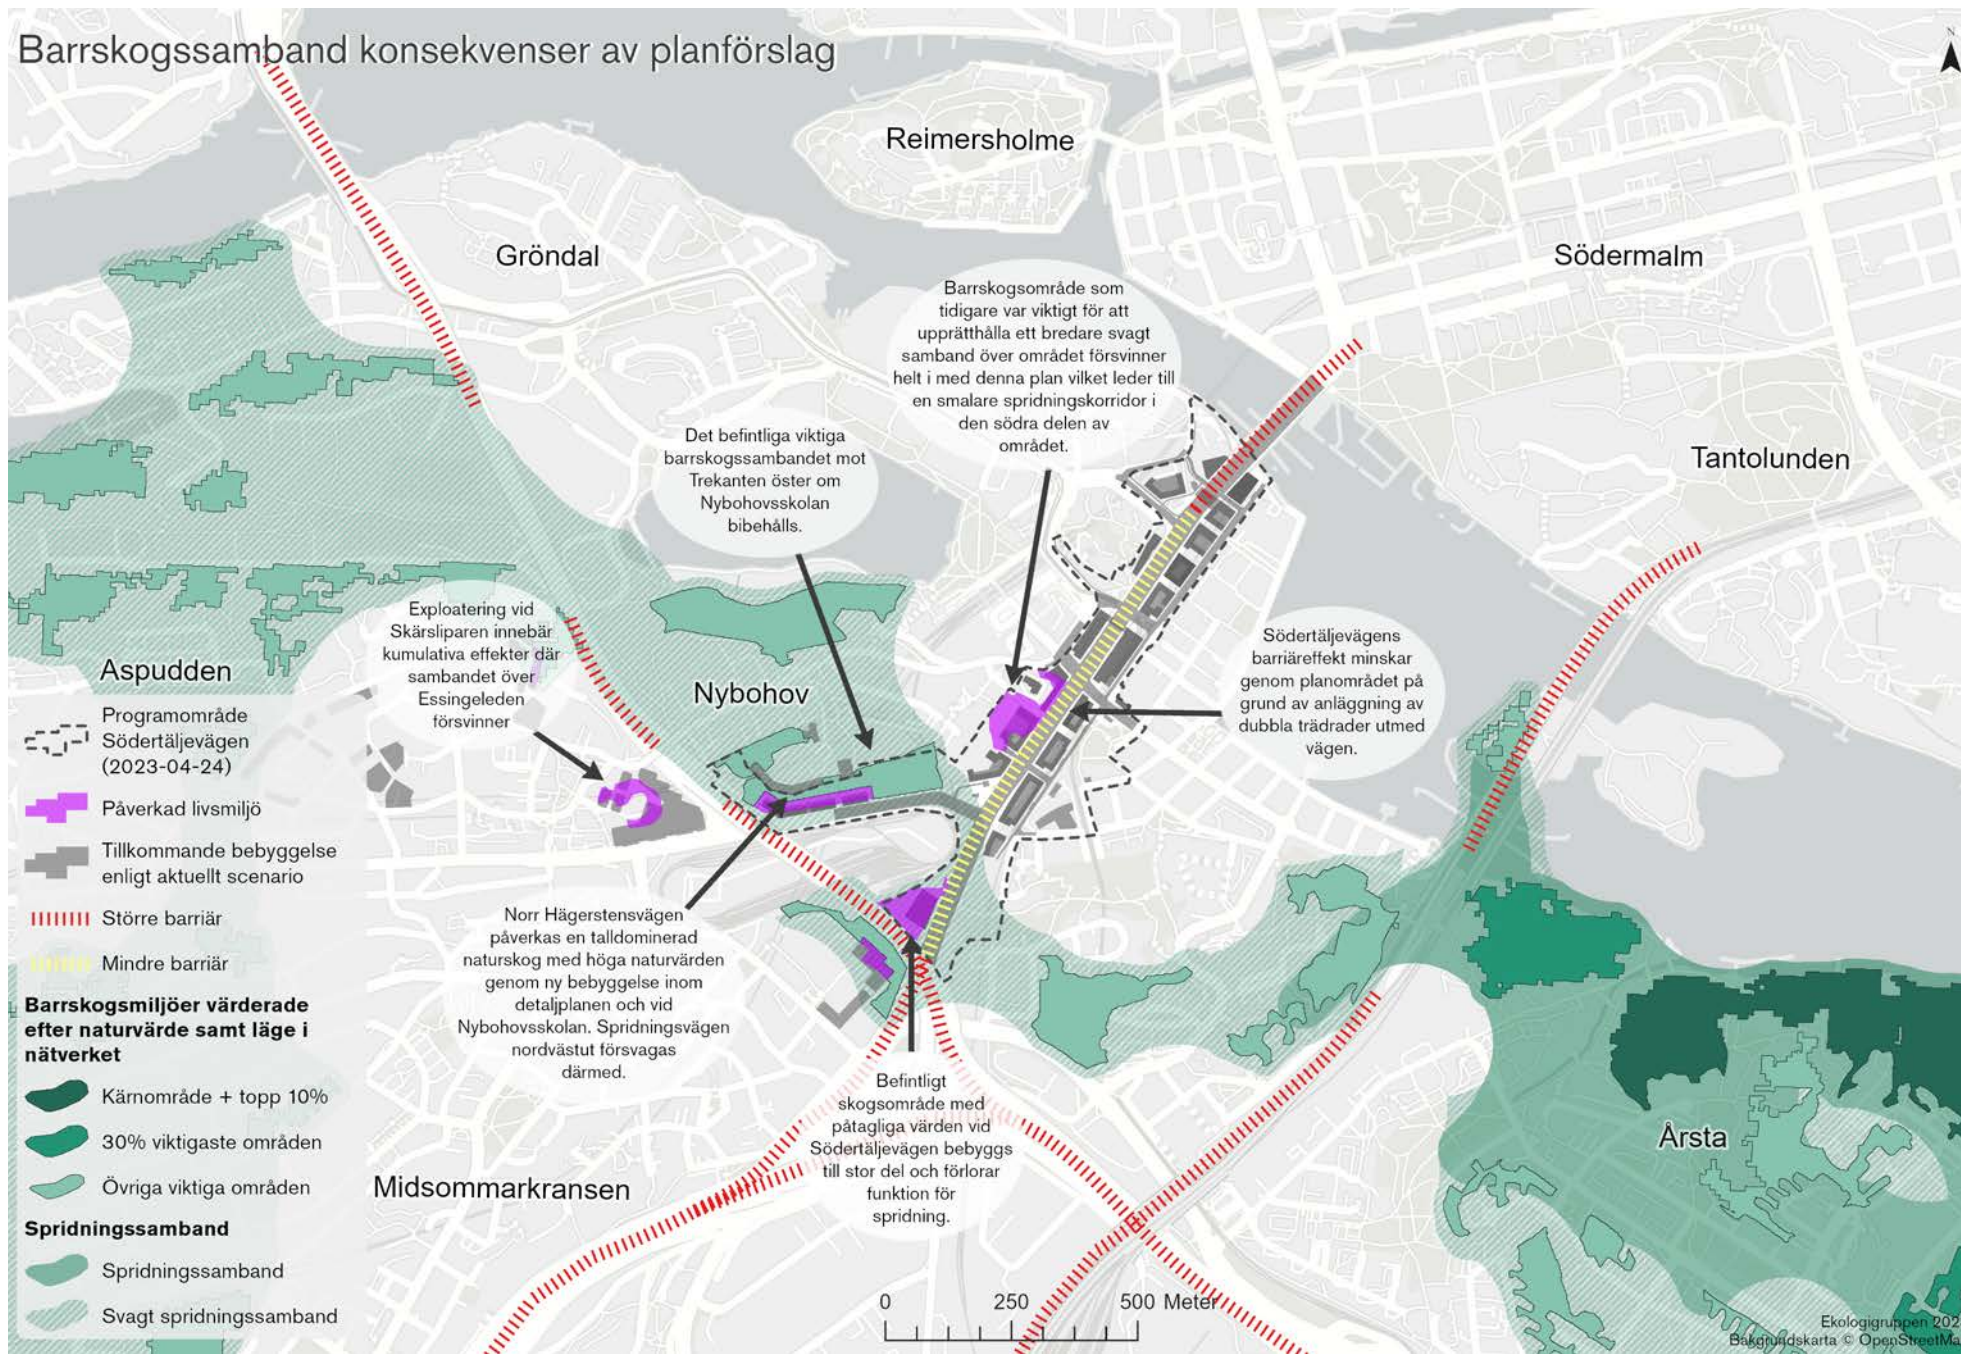 Barrskogssamband konsekvenser av planförslag
N
Reimersholme
Gröndal
Södermalm
Barrskogsområde som
tidigare var viktigt för att
upprätthålla ett bredare svagt
samband över området försvinner
helt i med denna plan vilket leder till
en smalare spridningskorridor i
den södra delen av
området.
Det befintliga viktiga
barrskogssambandet mot
Trekanten öster om
Nybohovsskolan
bibehålls.
Tantolunden
Exploatering vid
Skärsliparen innebär
kumulativa effekter där
sambandet över
Essingeleden
försvinner
Södertäljevägens
barriäreffekt minskar
genom planområdet på
grund av anläggning av
dubbla trädrader utmed
vägen.
Nybohov
Aspudden
Programområde
Södertäljevägen
(2023-04-24)
Påverkad livsmiljö
Tillkommande bebyggelse
enligt aktuellt scenario
Större barriär
Mindre barriär
Barrskogsmiljöer värderade
efter naturvärde samt läge i
nätverket
Kärnområde + topp 10%
30% viktigaste områden
Övriga viktiga områden
Spridningssamband
Spridningssamband
Svagt spridningssamband
Norr Hägerstensvägen
påverkas en talldominerad
naturskog med höga naturvärden
genom ny bebyggelse inom
detaljplanen och vid
Nybohovsskolan. Spridningsvägen
nordvästut försvagas
därmed.
Befintligt
skogsområde med
påtagliga värden vid
Södertäljevägen bebyggs
till stor del och förlorar
funktion för
spridning.
Midsommarkransen
Årsta
0 250 500 Meter
Ekologigruppen 202
Bakgrundskarta © OpenStreetMa